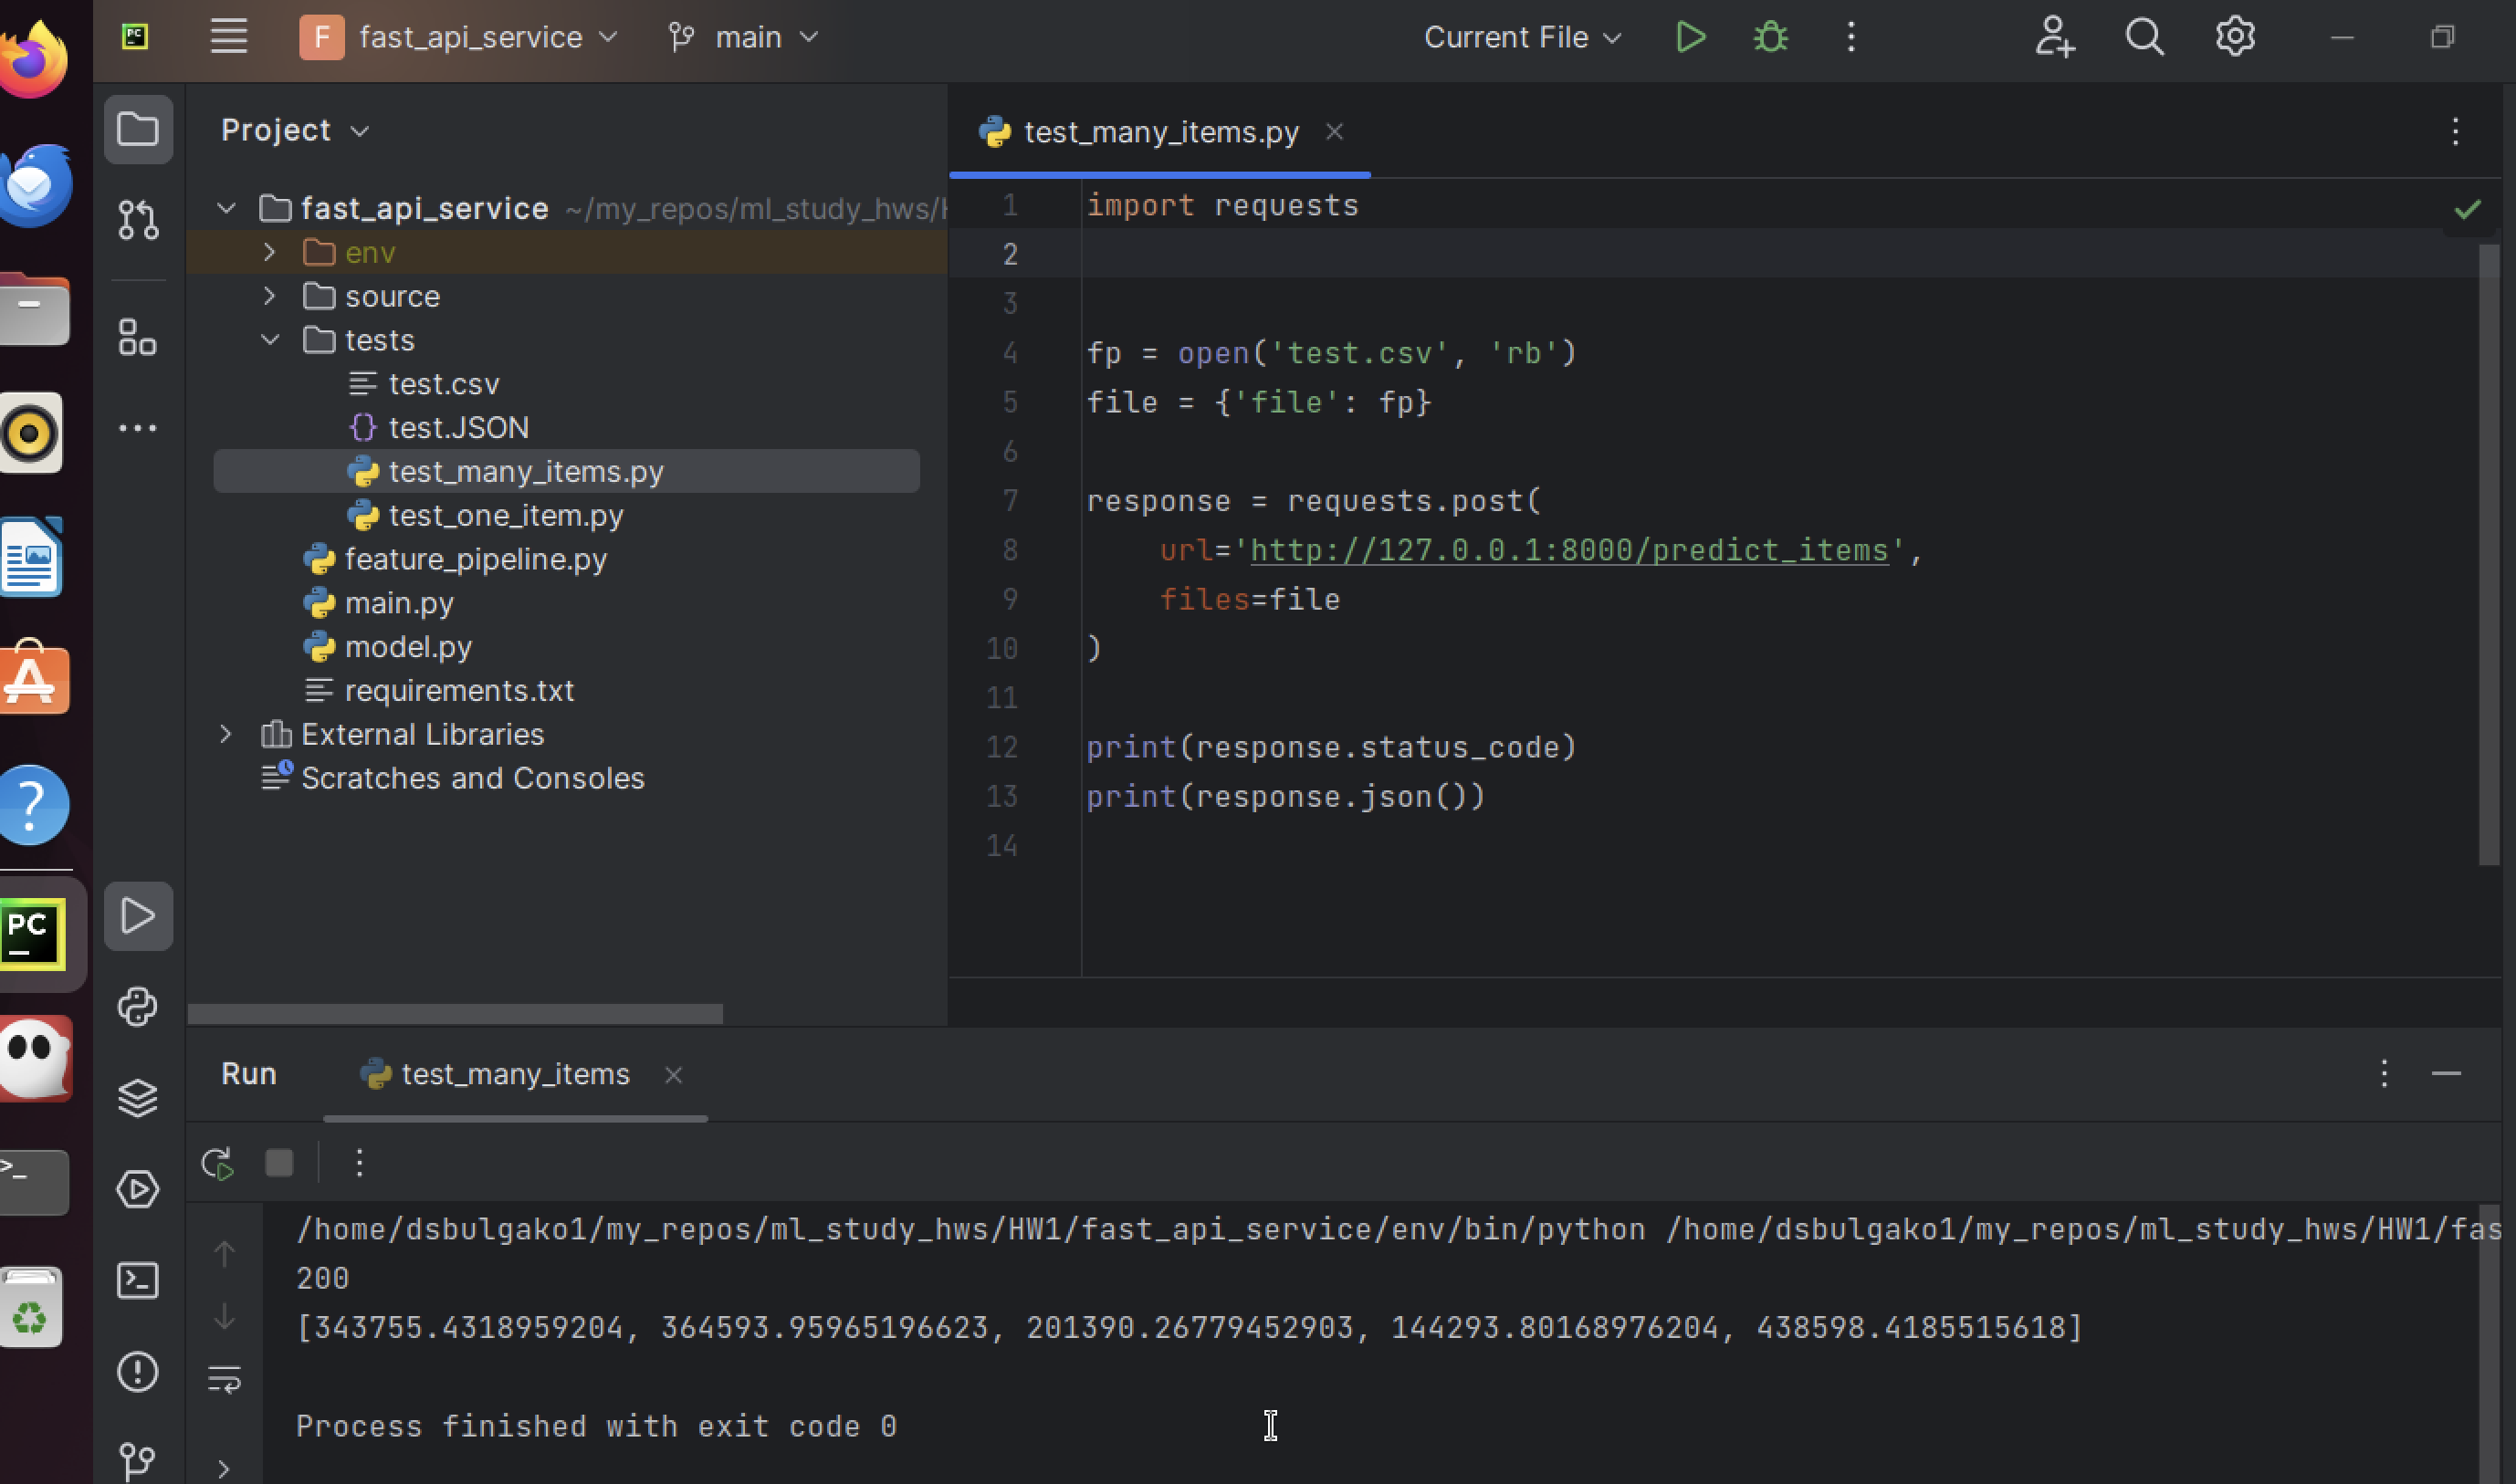 PC
F fast_api_service main Current File
Project
test_many_items.py
fast_api_service ~/my_repos/ml_study_hws/
env
source
tests
test.csv
{} test.JSON
test_many_items.py
test_one_item.py
feature_pipeline.py
main.py
model.py
requirements.txt
External Libraries
Scratches and Consoles
1 import requests
2
3
4 fp = open('test.csv', 'rb')
5 file = {'file': fp}
6
7 response = requests.post(
8 url='http://127.0.0.1:8000/predict_items',
9 files=file
10 )
11
12 print(response.status_code)
13 print(response.json())
14
PC
Run test_many_items
/home/dsbulgako1/my_repos/ml_study_hws/HW1/fast_api_service/env/bin/python /home/dsbulgako1/my_repos/ml_study_hws/HW1/fas
200
[343755.4318959204, 364593.95965196623, 201390.26779452903, 144293.80168976204, 438598.4185515618]
Process finished with exit code 0